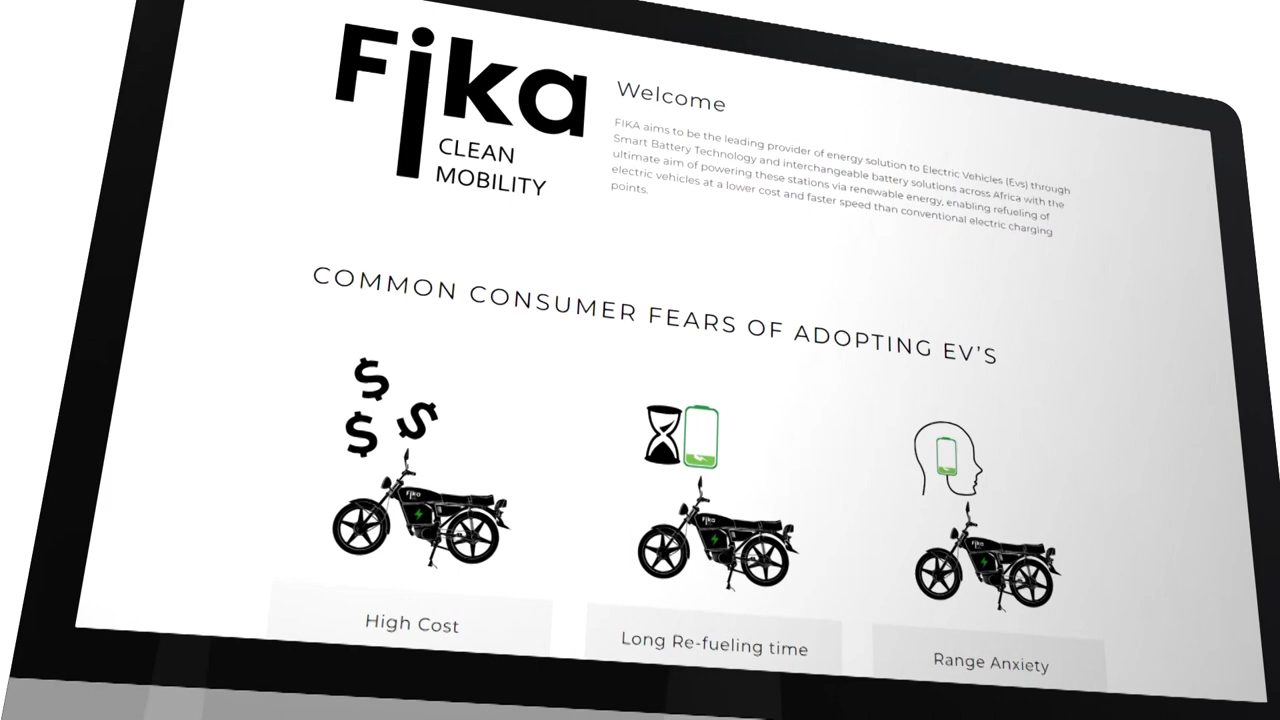 Fika
CLEAN
MOBILITY
Welcome
FIKA aims to be the leading provider of energy solution to Electric Vehicles (Evs) through
Smart Battery Technology and interchangeable battery solutions across Africa with the
ultimate aim of powering these stations via renewable energy, enabling refueling of
electric vehicles at a lower cost and faster speed than conventional electric charging
points.
COMMON CONSUMER FEARS OF ADOPTING EV'S
$
$
$
Fika
Fika
Fika
High Cost
Long Re-fueling time
Range Anxiety